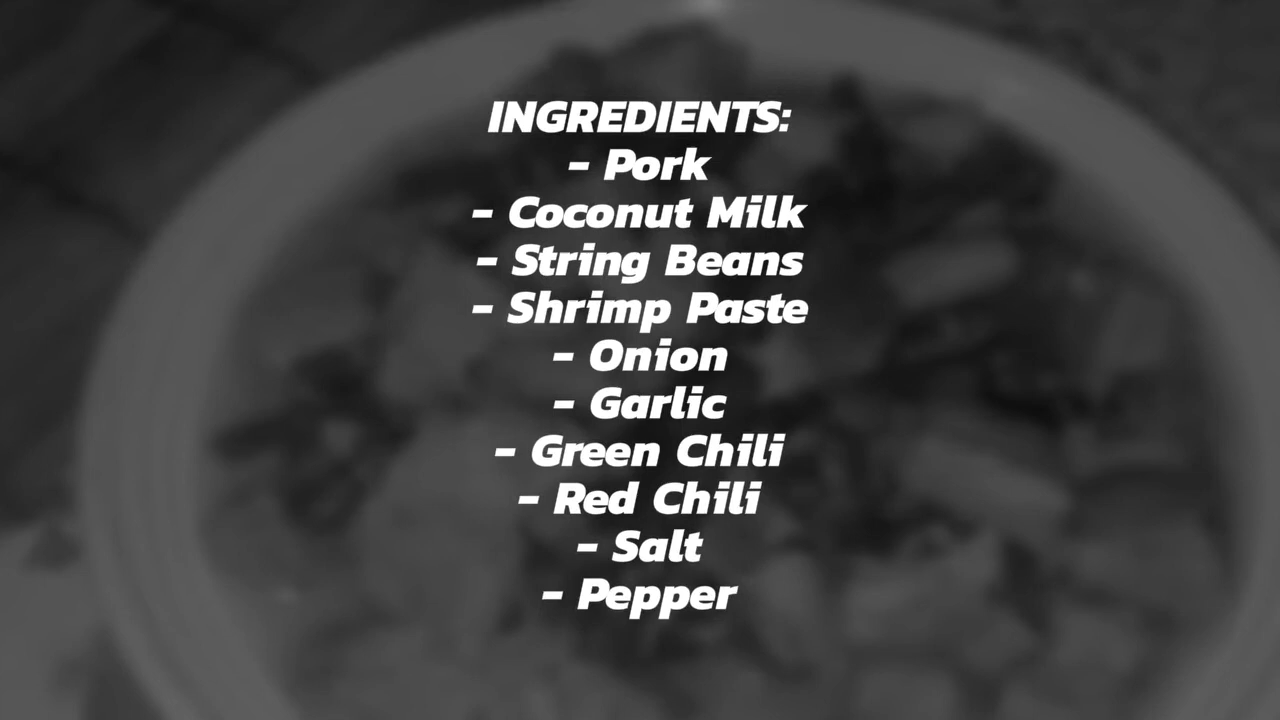 INGREDIENTS:
- Pork
- Coconut Milk
- String Beans
- Shrimp Paste
- Onion
- Garlic
- Green Chili
- Red Chili
- Salt
- Pepper